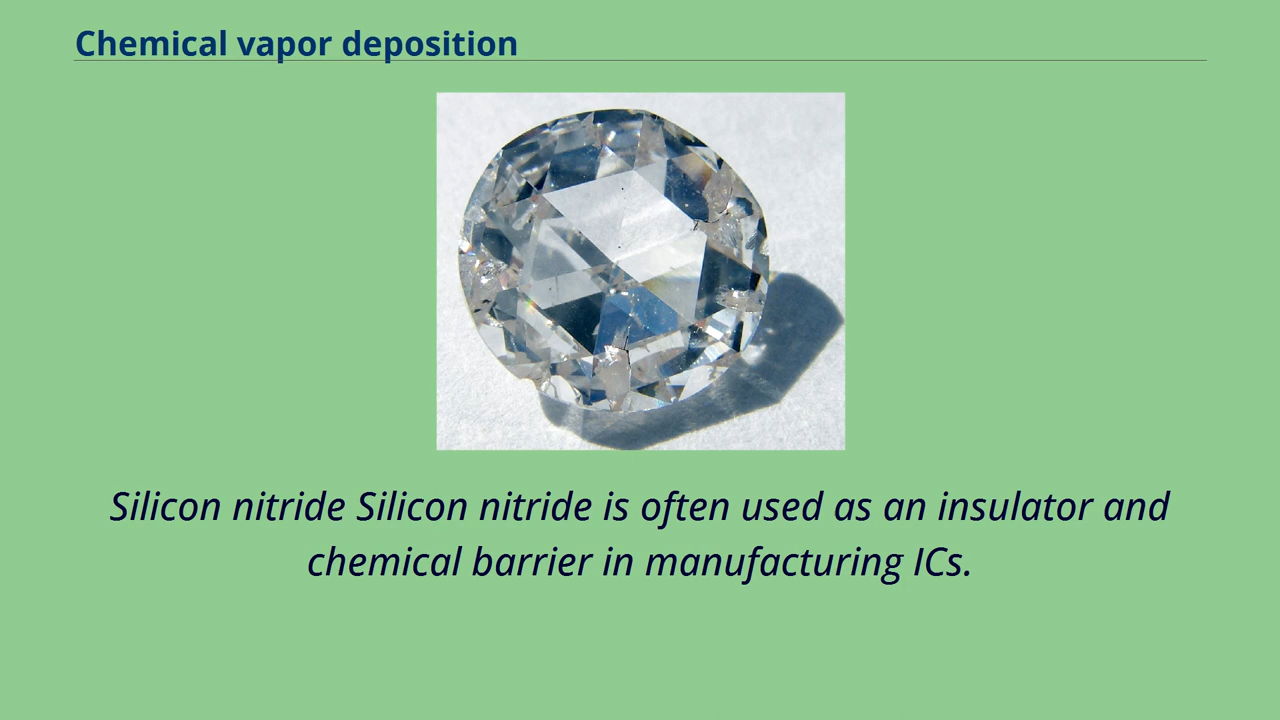 Chemical vapor deposition
Silicon nitride Silicon nitride is often used as an insulator and
chemical barrier in manufacturing ICs.